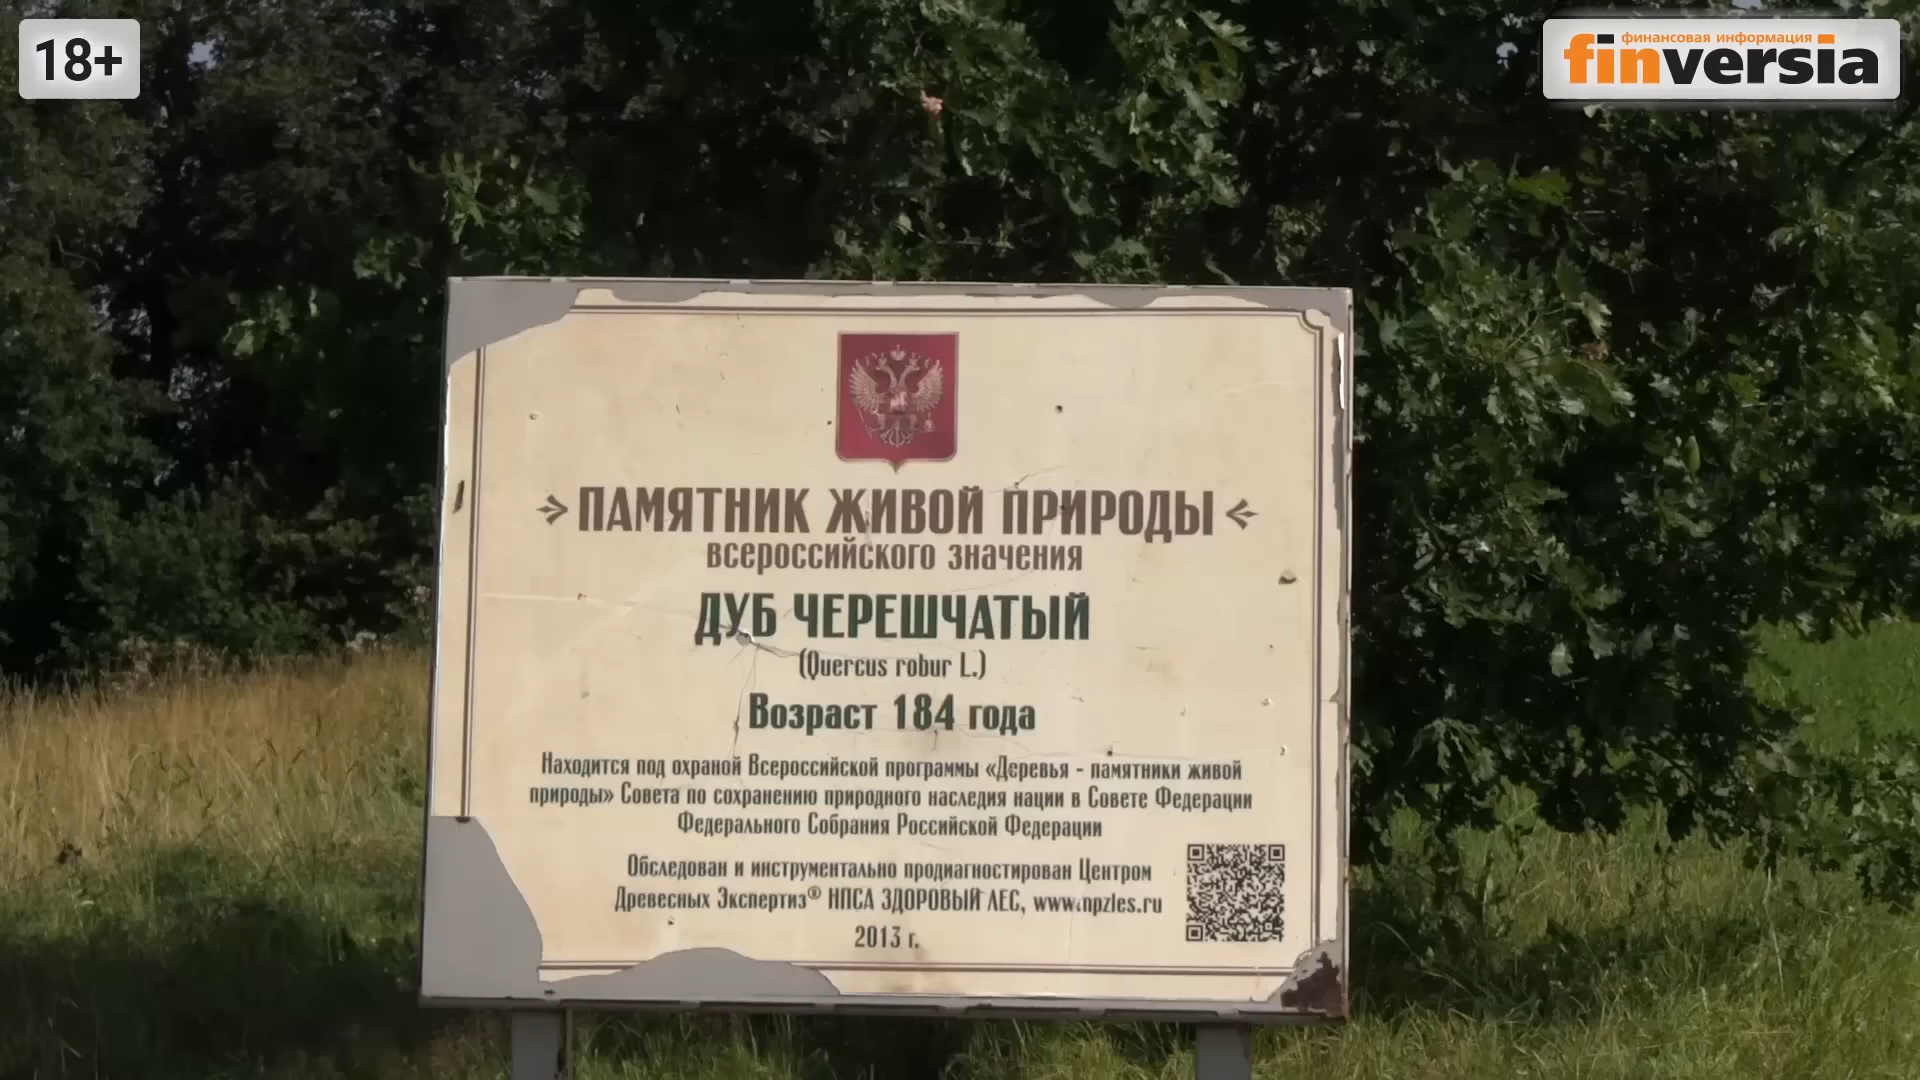 18+
финансовая информация
finversia
ПАМЯТНИК ЖИВОЙ ПРИРОДЫ
всероссийского значения
ДУБ ЧЕРЕШЧАТЫЙ
(Quercus robur L.)
Возраст 184 года
Находится под охраной Всероссийской программы «Деревья - памятники живой
природы» Совета по сохранению природного наследия нации в Совете Федерации
Федерального Собрания Российской Федерации
Обследован и инструментально продиагностирован Центром
Древесных Экспертиз® НПСА ЗДОРОВЫЙ ЛЕС, www.npzles.ru
2013 г.